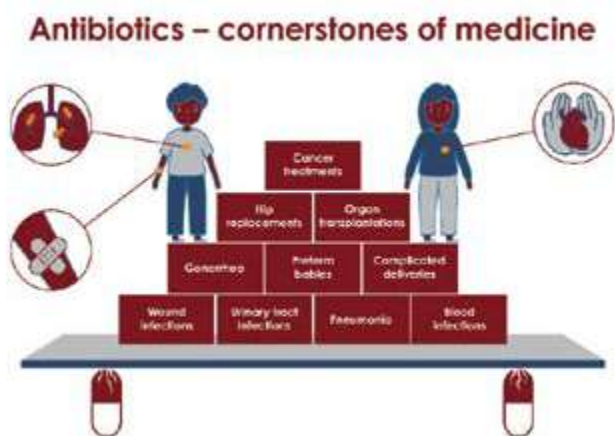 Antibiotics – cornerstones of medicine
Cancer
treatments
Hip
replacements
Organ
transplantations
Gonorrhea
Preterm
babies
Complicated
deliveries
Wound
infections
Urinary tract
infections
Pneumonia
Blood
infections